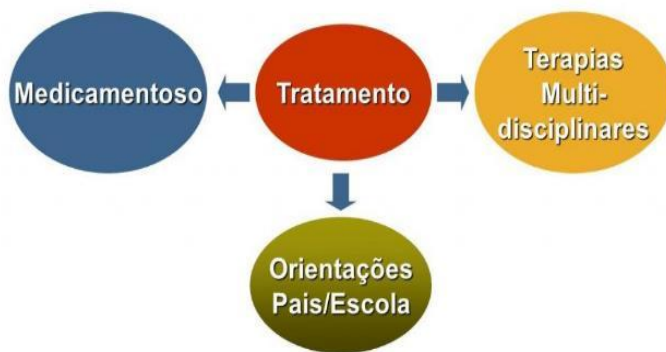 Medicamentoso
Tratamento
Terapias
Multi-
disciplinares
Orientações
Pais/Escola